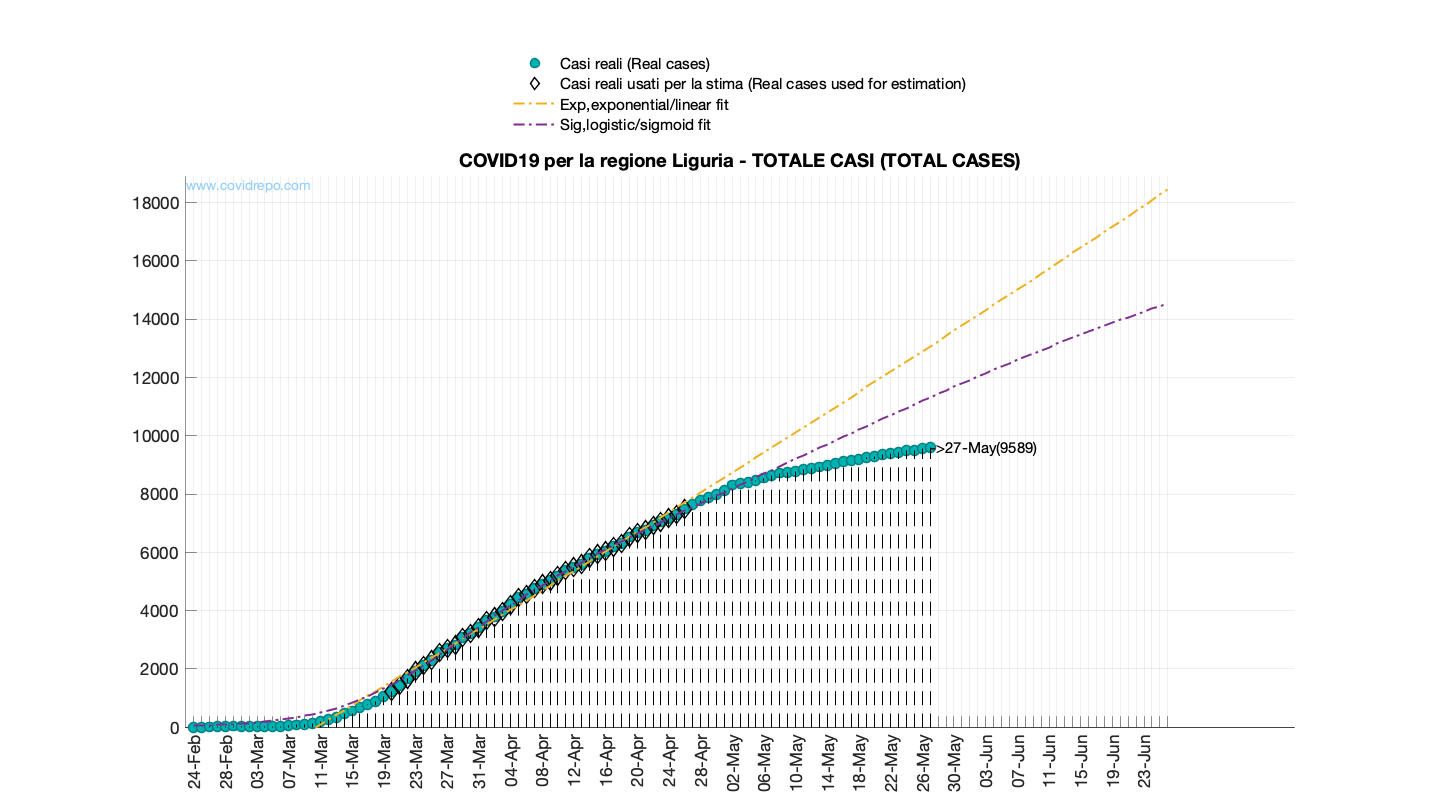 Casi reali (Real cases)
Casi reali usati per la stima (Real cases used for estimation)
Exp,exponential/linear fit
Sig,logistic/sigmoid fit
COVID19 per la regione Liguria - TOTALE CASI (TOTAL CASES)
www.covidrepo.com
18000
16000
14000
12000
10000
8000
6000
4000
2000
0
>27-May(9589)
24-Feb
28-Feb
03-Mar
07-Mar
11-Mar
15-Mar
19-Mar
23-Mar
27-Mar
31-Mar
04-Apr
08-Apr
12-Apr
16-Apr
20-Apr
24-Apr
28-Apr
02-May
06-May
10-May
14-May
18-May
22-May
26-May
30-May
03-Jun
07-Jun
11-Jun
15-Jun
19-Jun
23-Jun